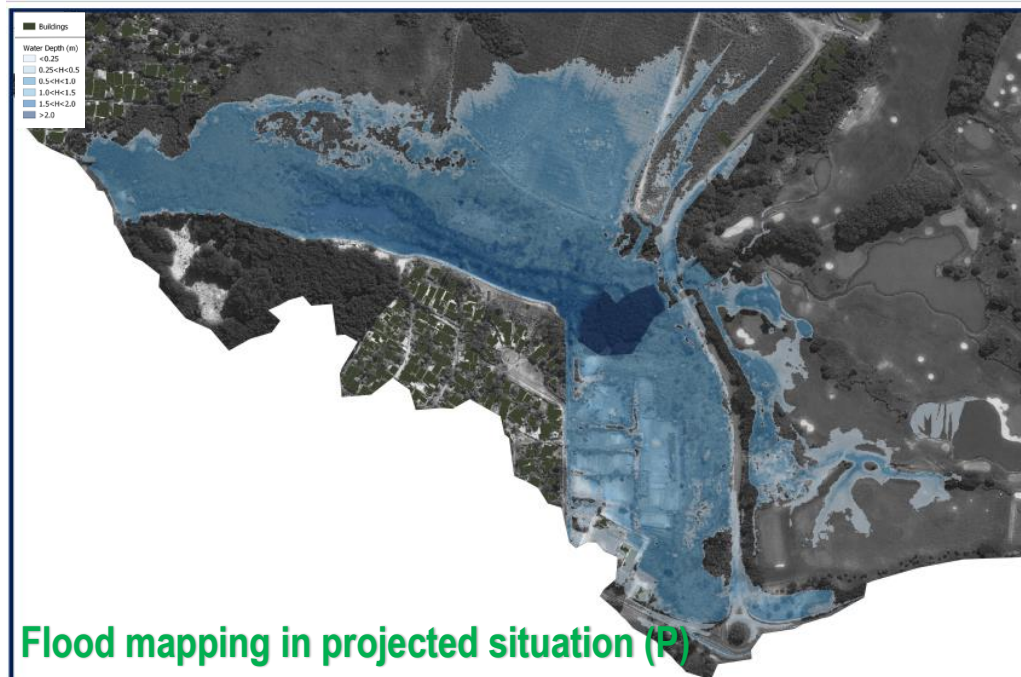 Buildings
Water Depth (m)
<0.25
0.25<H<0.5
0.5<H<1.0
1.0<H<1.5
1.5<H<2.0
>2.0
Flood mapping in projected situation (P)